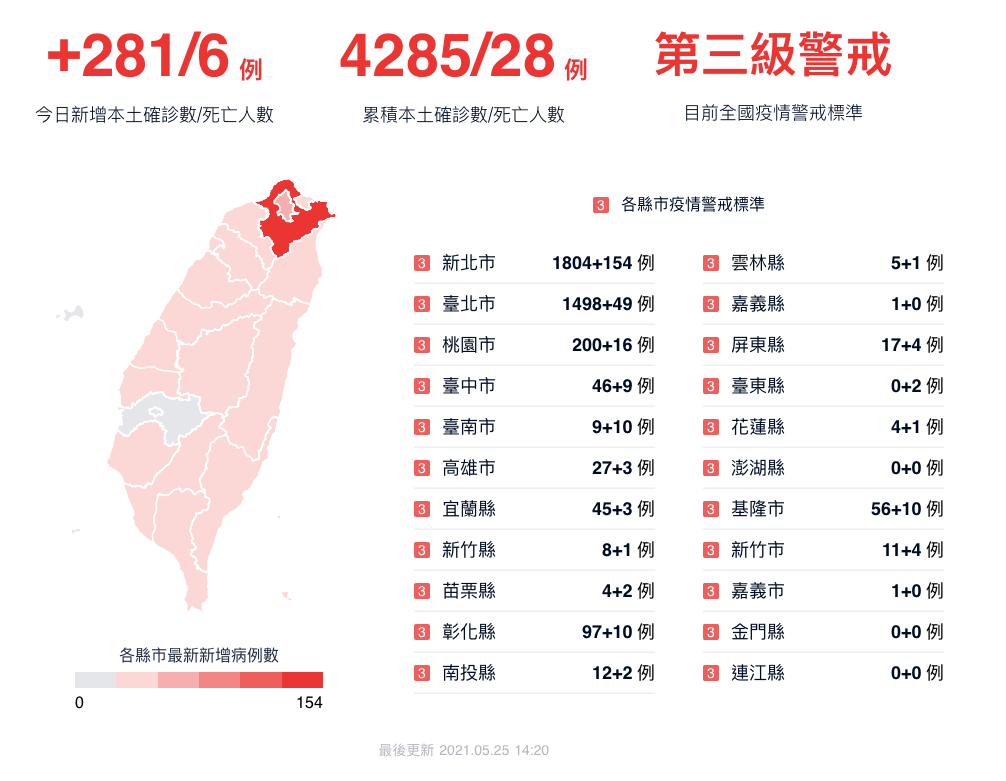 +281/6 例
今日新增本土確診數/死亡人數
4285/28 例
累積本土確診數/死亡人數
第三級警戒
目前全國疫情警戒標準
3 各縣市疫情警戒標準
3 新北市 1804+154 例
3 臺北市 1498+49 例
3 桃園市 200+16 例
3 臺中市 46+9 例
3 臺南市 9+10 例
3 高雄市 27+3 例
3 宜蘭縣 45+3 例
3 新竹縣 8+1 例
3 苗栗縣 4+2 例
3 彰化縣 97+10 例
3 南投縣 12+2 例
3 雲林縣 5+1 例
3 嘉義縣 1+0 例
3 屏東縣 17+4 例
3 臺東縣 0+2 例
3 花蓮縣 4+1 例
3 澎湖縣 0+0 例
3 基隆市 56+10 例
3 新竹市 11+4 例
3 嘉義市 1+0 例
3 金門縣 0+0 例
3 連江縣 0+0 例
各縣市最新新增病例數
0 154
最後更新 2021.05.25 14:20